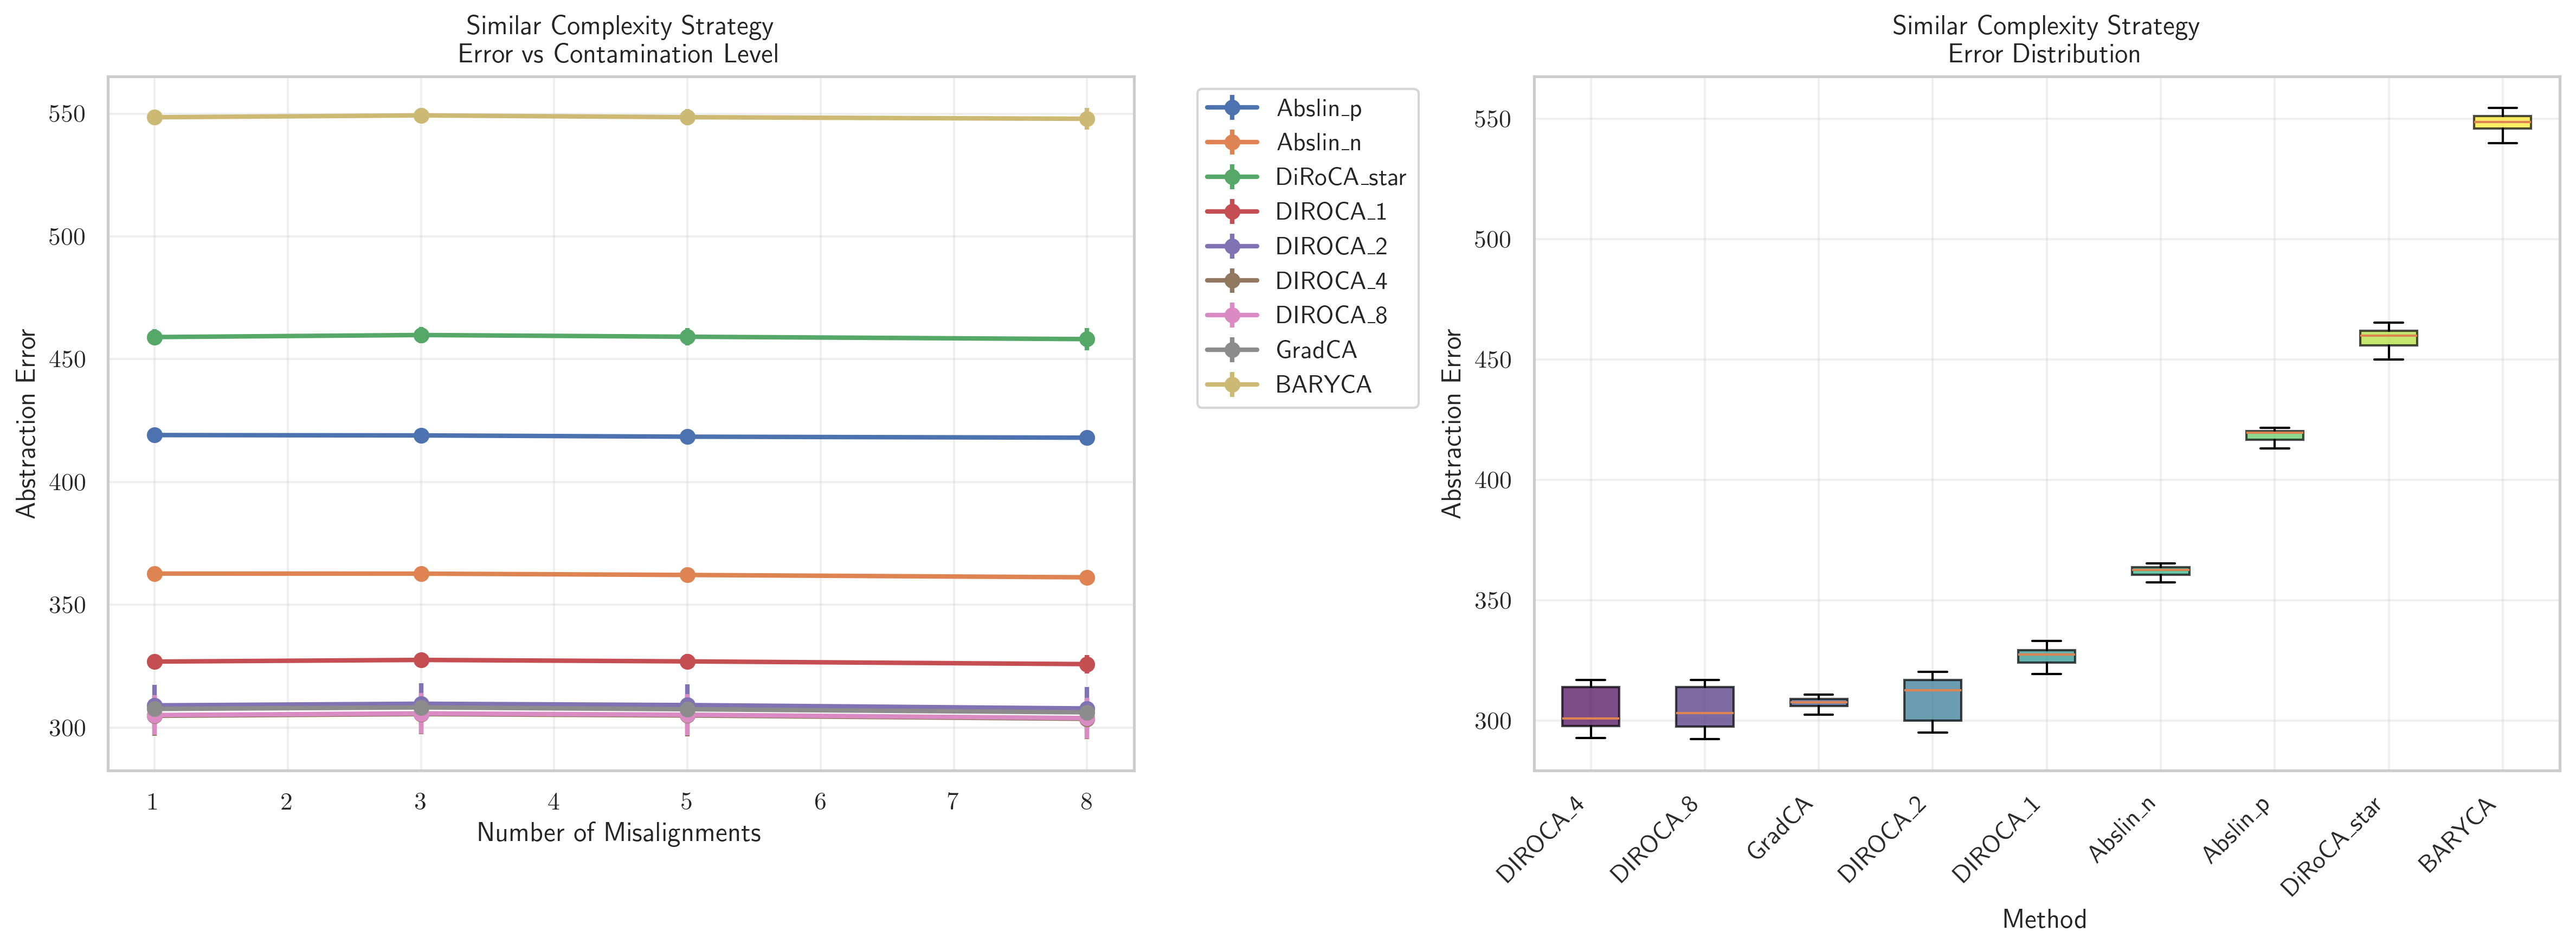 Similar Complexity Strategy
Error vs Contamination Level
Abstraction Error
550
500
450
400
350
300
1 2 3 4 5 6 7 8
Number of Misalignments
Abslin_p
Abslin_n
DiRoCA_star
DIROCA_1
DIROCA_2
DIROCA_4
DIROCA_8
GradCA
BARYCA
Similar Complexity Strategy
Error Distribution
Abstraction Error
550
500
450
400
350
300
DIROCA_4
DIROCA_8
GradCA
DIROCA_2
DIROCA_1
Abslin_n
Abslin_p
DiRoCA_star
BARYCA
Method